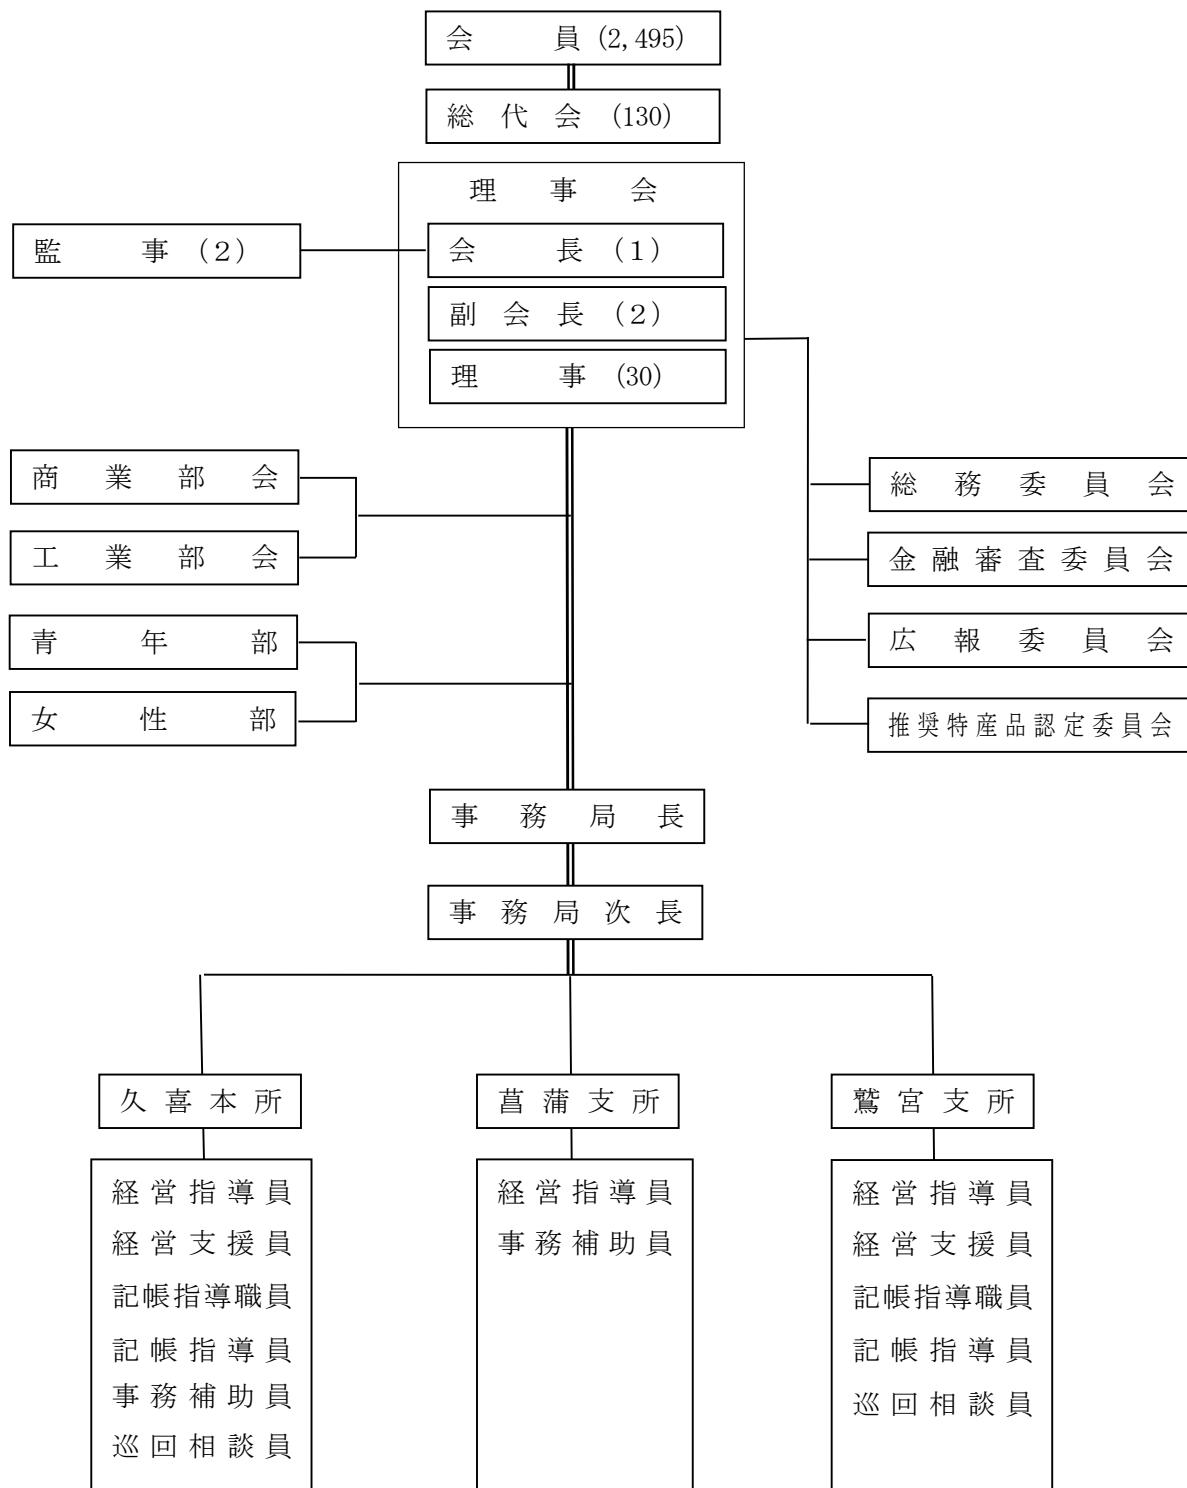 会員(2,495)
総代会(130)
理事会
監事(2)
会長(1)
副会長(2)
理事(30)
商業部会
工業部会
青年部
女性部
総務委員会
金融審査委員会
広報委員会
推奨特産品認定委員会
事務局長
事務局次長
久喜本所
経営指導員
経営支援員
記帳指導職員
記帳指導員
事務補助員
巡回相談員
菖蒲支所
経営指導員
事務補助員
鷲宮支所
経営指導員
経営支援員
記帳指導職員
記帳指導員
巡回相談員